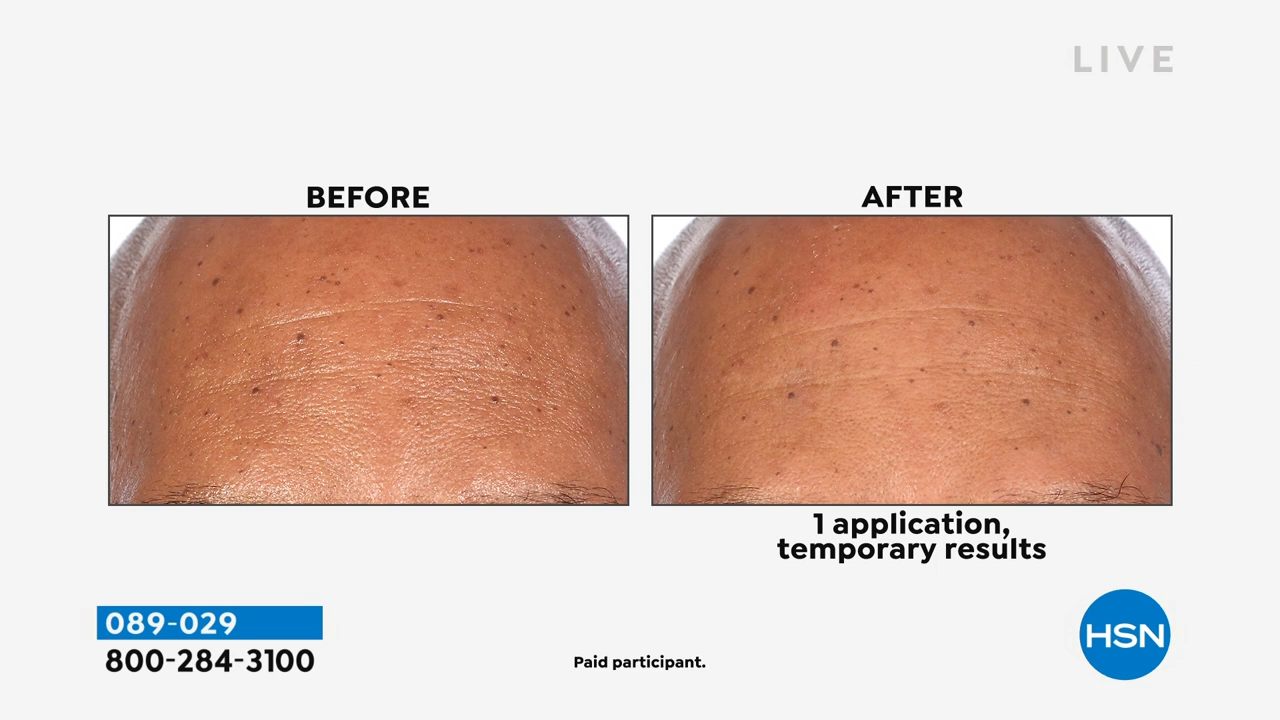 LIVE
BEFORE
AFTER
1 application,
temporary results
089-029
800-284-3100
Paid participant.
HSN